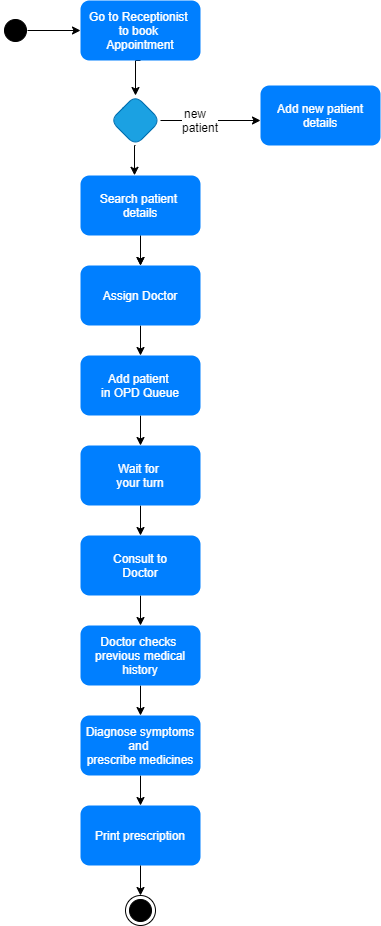 Go to Receptionist
to book
Appointment
new
patient
Add new patient
details
Search patient
details
Assign Doctor
Add patient
in OPD Queue
Wait for
your turn
Consult to
Doctor
Doctor checks
previous medical
history
Diagnose symptoms
and
prescribe medicines
Print prescription